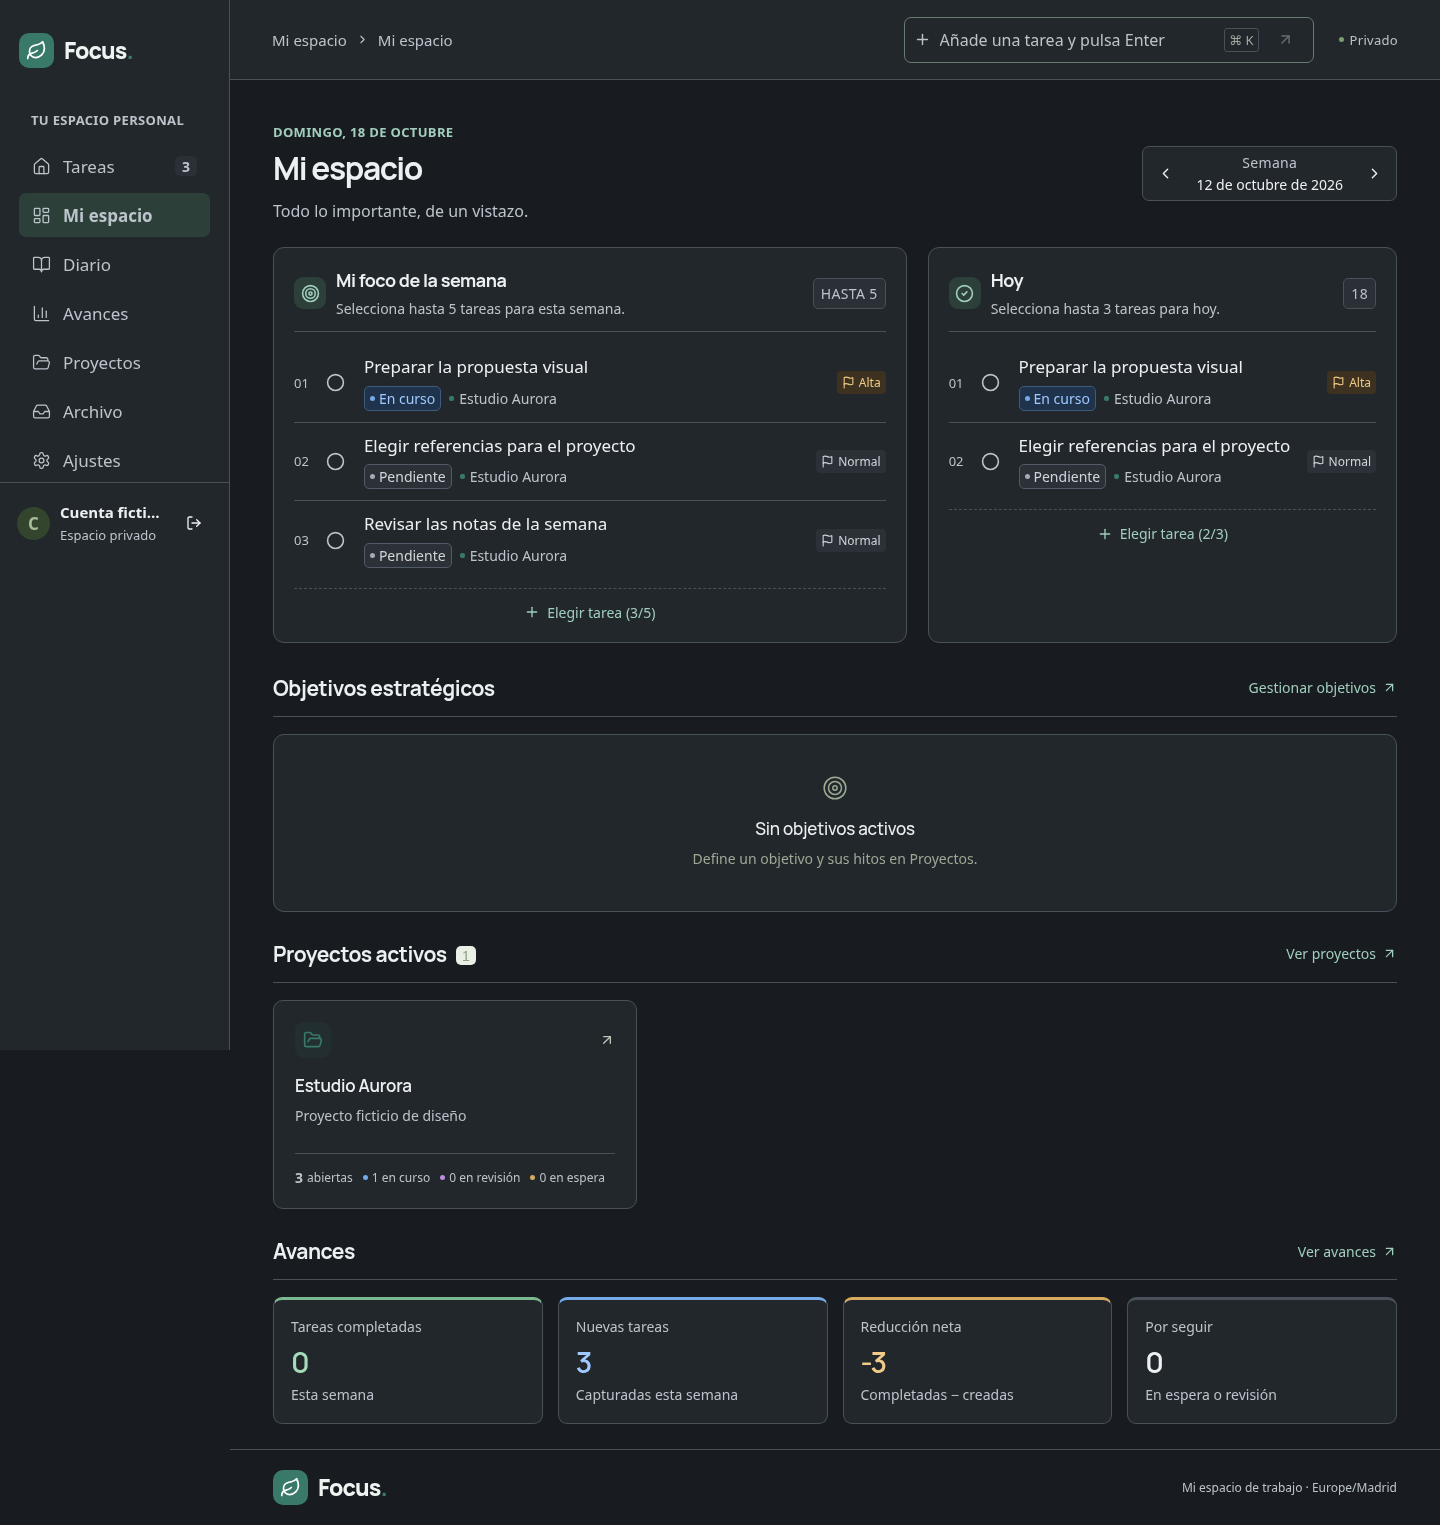 Focus.
TU ESPACIO PERSONAL
Tareas 3
Mi espacio
Diario
Avances
Proyectos
Archivo
Ajustes
C
Cuenta ficti...
Espacio privado
Mi espacio > Mi espacio
+ Añade una tarea y pulsa Enter ⌘ K
Privado
DOMINGO, 18 DE OCTUBRE
Mi espacio
Todo lo importante, de un vistazo.
Semana
12 de octubre de 2026
Mi foco de la semana
Selecciona hasta 5 tareas para esta semana.
HASTA 5
01
Preparar la propuesta visual
En curso Estudio Aurora
Alta
02
Elegir referencias para el proyecto
Pendiente Estudio Aurora
Normal
03
Revisar las notas de la semana
Pendiente Estudio Aurora
Normal
+ Elegir tarea (3/5)
Hoy
Selecciona hasta 3 tareas para hoy.
18
01
Preparar la propuesta visual
En curso Estudio Aurora
Alta
02
Elegir referencias para el proyecto
Pendiente Estudio Aurora
Normal
+ Elegir tarea (2/3)
Objetivos estratégicos
Gestionar objetivos
Sin objetivos activos
Define un objetivo y sus hitos en Proyectos.
Proyectos activos 1
Ver proyectos
Estudio Aurora
Proyecto ficticio de diseño
3 abiertas 1 en curso 0 en revisión 0 en espera
Avances
Ver avances
Tareas completadas
0
Esta semana
Nuevas tareas
3
Capturadas esta semana
Reducción neta
-3
Completadas − creadas
Por seguir
0
En espera o revisión
Focus.
Mi espacio de trabajo · Europe/Madrid